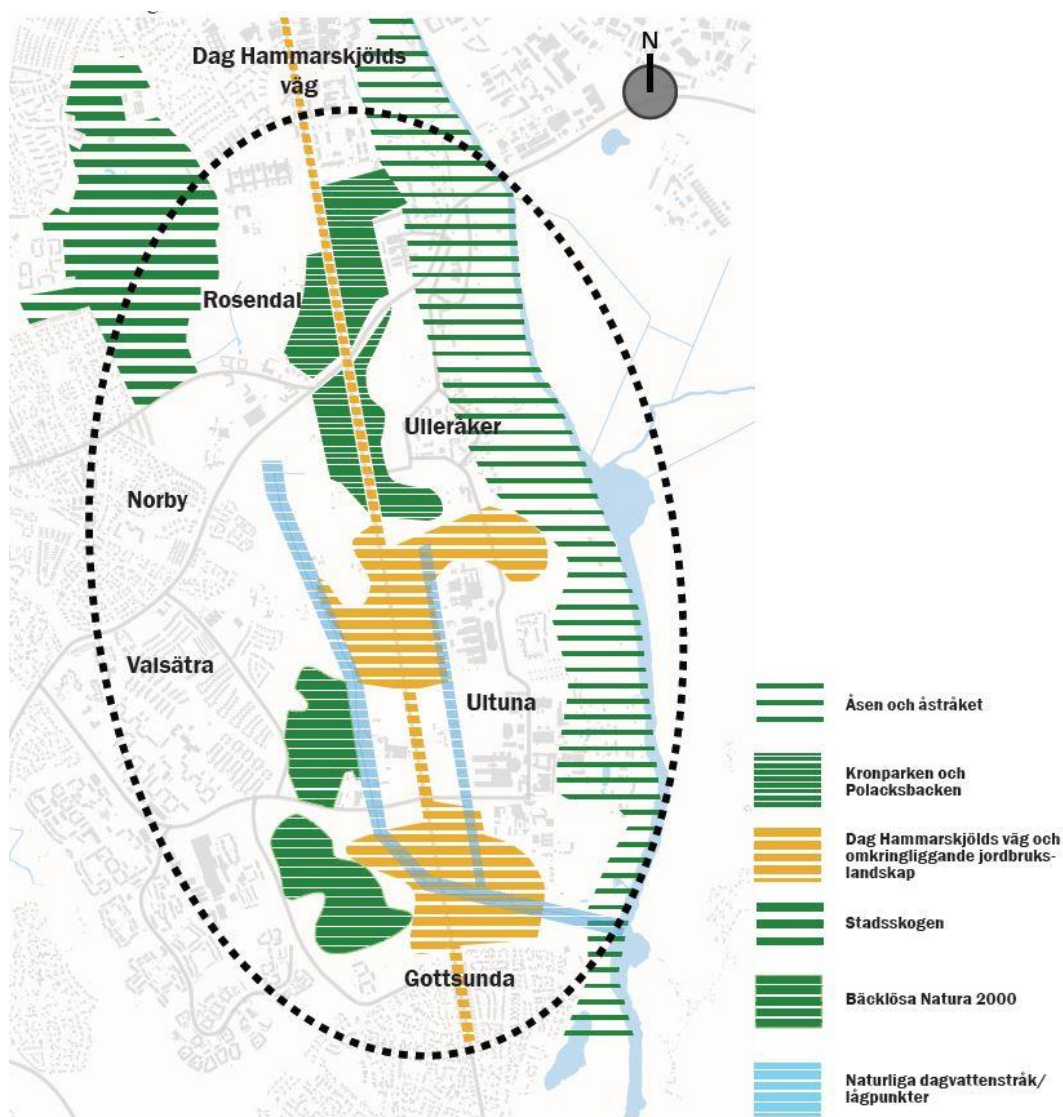 Dag Hammarskjölds
väg
N
Rosendal
Ulleråker
Norby
Valsätra
Ultuna
Gottsunda
Åsen och åstråket
Kronparken och
Polacksbacken
Dag Hammarskjölds väg och
omkringliggande jordbruks-
landskap
Stadsskogen
Bäcklösa Natura 2000
Naturliga dagvattenstråk/
lågpunkter